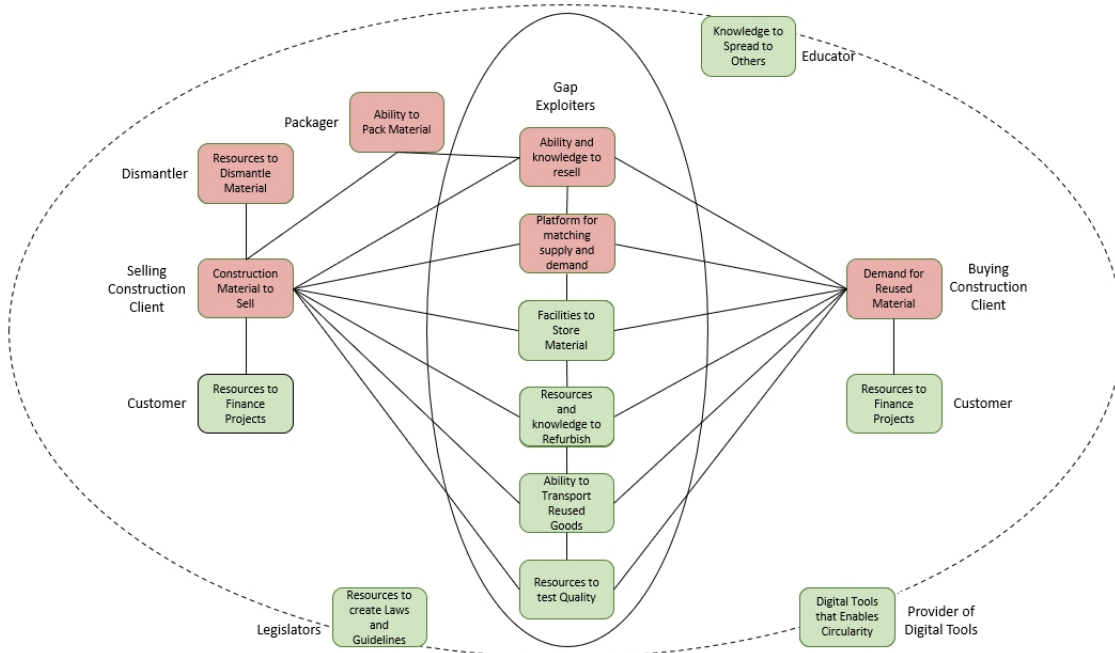 Knowledge to
Spread to
Others
Educator
Gap
Exploiters
Packager
Ability to
Pack Material
Ability and
knowledge to
resell
Dismantler
Resources to
Dismantle
Material
Platform for
matching
supply and
demand
Selling
Construction
Client
Construction
Material to
Sell
Demand for
Reused
Material
Buying
Construction
Client
Facilities to
Store
Material
Customer
Resources to
Finance
Projects
Resources
and
knowledge to
Refurbish
Resources to
Finance
Projects
Customer
Ability to
Transport
Reused
Goods
Resources to
test Quality
Legislators
Resources to
create Laws
and
Guidelines
Digital Tools
that Enables
Circularity
Provider of
Digital Tools